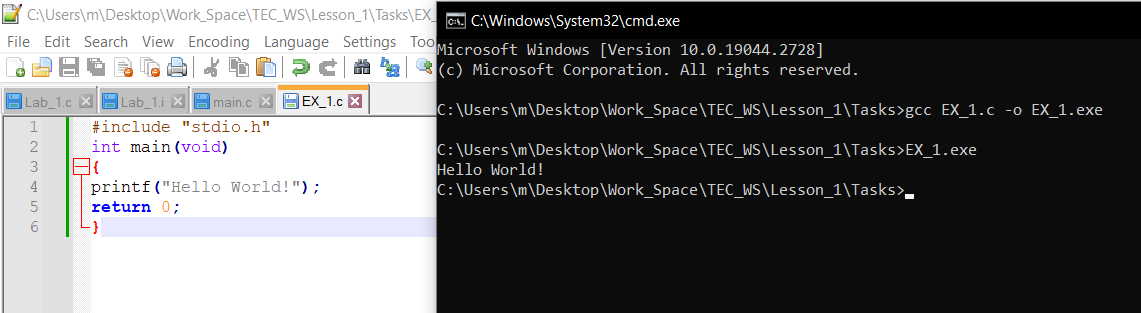 C:\Users\m\Desktop\Work_Space\TEC_WS\Lesson_1\Tasks\EX_
File Edit Search View Encoding Language Settings Too
Lab_1.c Lab_1.i main.c EX_1.c
1 #include "stdio.h"
2 int main(void)
3 {
4 printf("Hello World!");
5 return 0;
6 }
C:\Windows\System32\cmd.exe
Microsoft Windows [Version 10.0.19044.2728]
(c) Microsoft Corporation. All rights reserved.
C:\Users\m\Desktop\Work_Space\TEC_WS\Lesson_1\Tasks>gcc EX_1.c -o EX_1.exe
C:\Users\m\Desktop\Work_Space\TEC_WS\Lesson_1\Tasks>EX_1.exe
Hello World!
C:\Users\m\Desktop\Work_Space\TEC_WS\Lesson_1\Tasks>